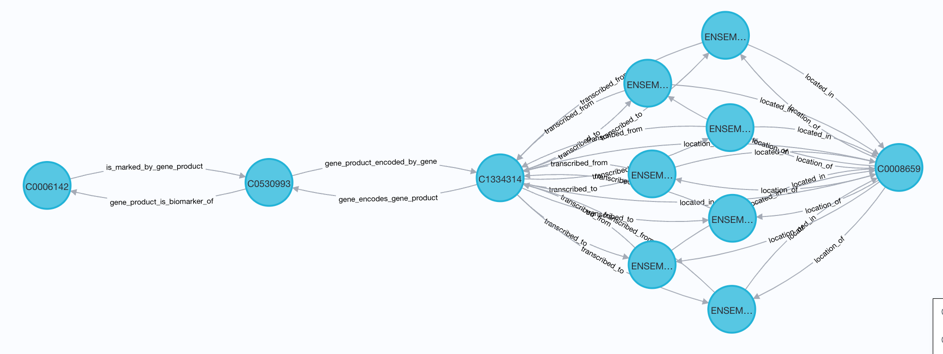 ENSEM...
located_in
ENSEM...
transcribed_from
transcribed_from
located_in
location_of
ENSEM...
located_in
transcribed_to
transcribed_to
transcribed_from
is_marked_by_gene_product
gene_product_encoded_by_gene
transcribed_from
location_of
located_in
location_of
C0006142
C0530993
C1334314
ENSEM...
C0008659
located_in
transcribed_to
location_of
gene_product_is_biomarker_of
gene_encodes_gene_product
located_in
located_in
location_of
ENSEM...
transcribed_to
transcribed_from
transcribed_from
transcribed_to
location_of
located_in
location_of
transcribed_to
ENSEM...
ENSEM...